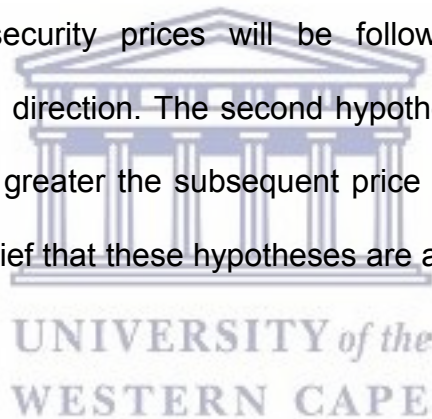 security prices will be follow
direction. The second hypoth
greater the subsequent price
ief that these hypotheses are a
UNIVERSITY of the
WESTERN CAPE